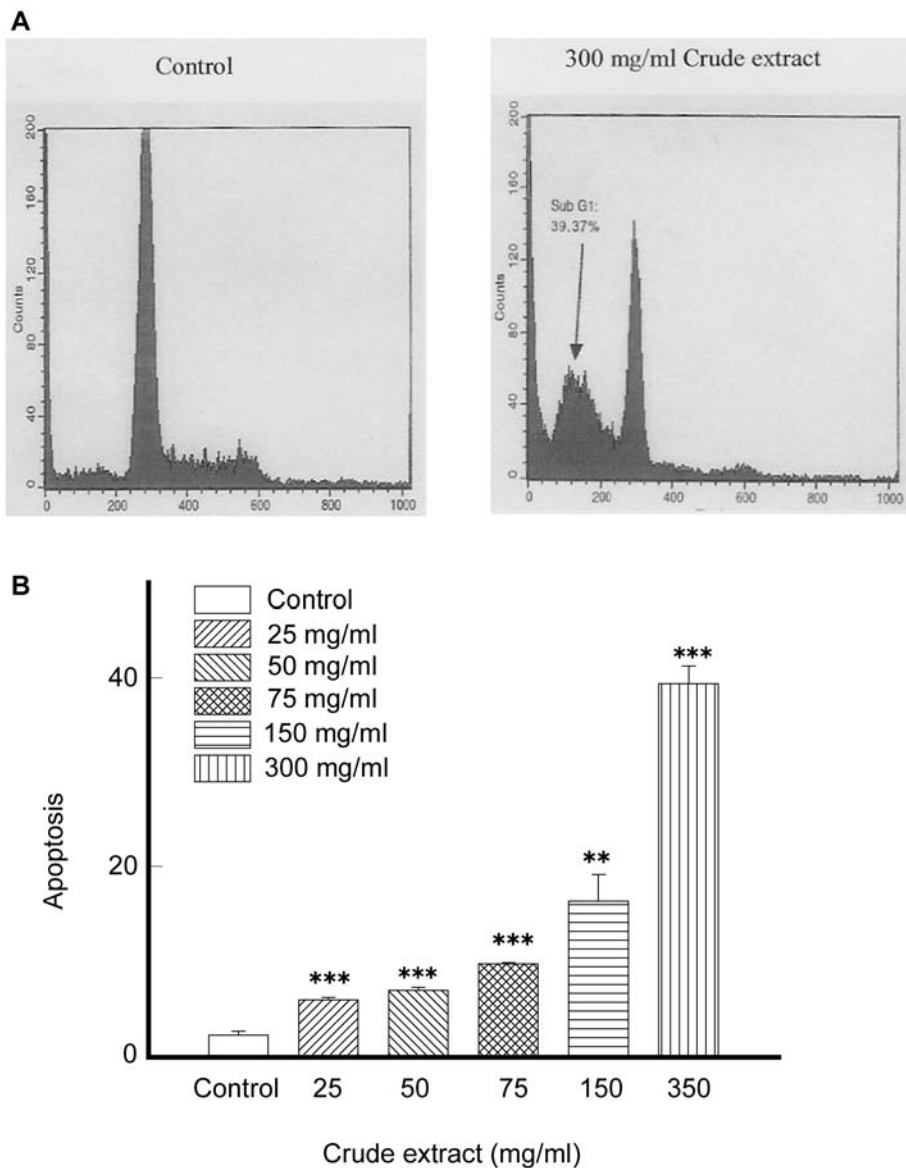 A
Control
300 mg/ml Crude extract
200
160
120
80
40
0
Counts
0 200 400 600 800 1000
200
160
120
80
40
0
Counts
Sub G1:
39.37%
0 200 400 600 800 1000
B
Control
25 mg/ml
50 mg/ml
75 mg/ml
150 mg/ml
300 mg/ml
40
20
0
Apoptosis
***
***
***
**
***
Control 25 50 75 150 350
Crude extract (mg/ml)